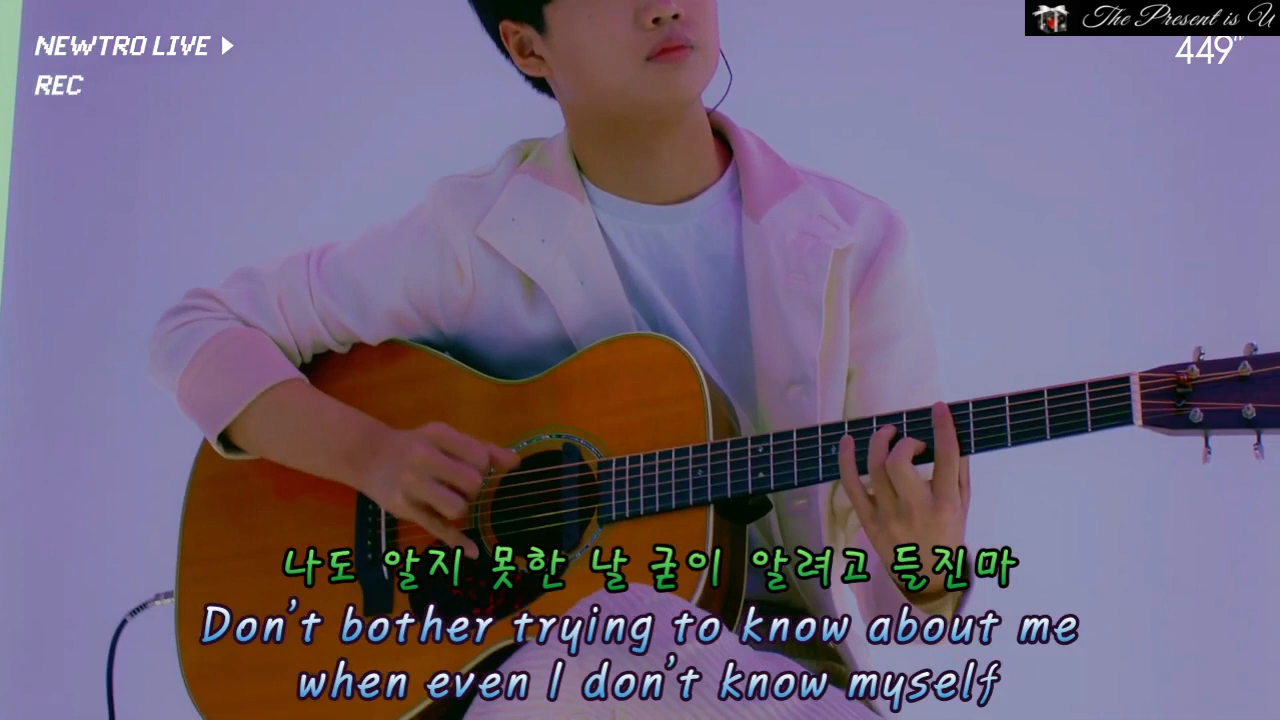 NEWTRO LIVE
REC
The Present is U
449"
나도 알지 못한 날 굳이 알려고 들진마
Don't bother trying to know about me
when even I don't know myself